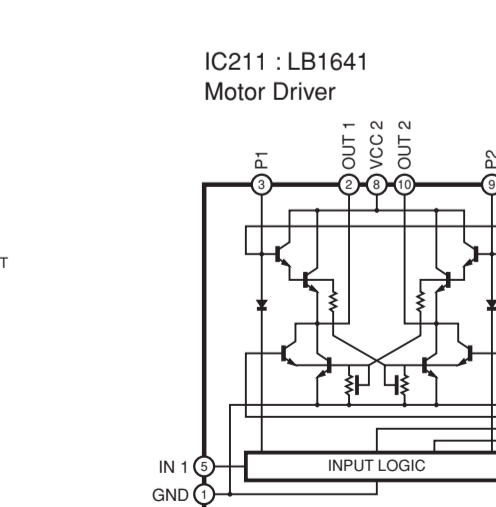 IC211 : LB1641
Motor Driver
P1
OUT 1
VCC 2
OUT 2
P2
3
2
8
10
9
T
IN 1
5
INPUT LOGIC
GND
1